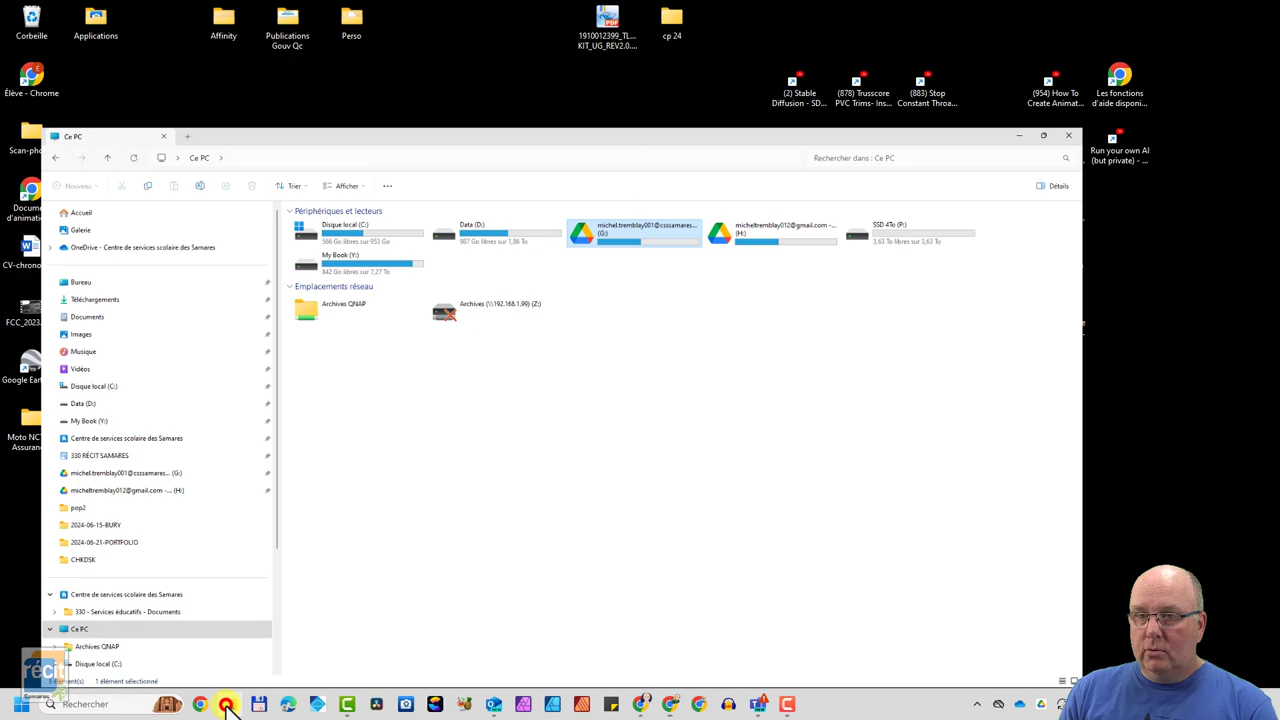 Corbeille
Applications
Affinity
Publications
Gouv Qc
Perso
1910012399_TL...
KIT_UG_REV2.0....
cp 24
Élève - Chrome
(2) Stable
Diffusion - SD...
(878) Trusscore
PVC Trims- Ins...
(883) Stop
Constant Throa...
(954) How To
Create Animat...
Les fonctions
d'aide disponi...
Scan-pho
Run your own AI
(but private) - ...
Docum
d'animat
CV-chrono
FCC_2023
Google Ear
Moto NC
Assuran
Ce PC
Ce PC
Rechercher dans : Ce PC
Nouveau
Trier
Afficher
Détails
Accueil
Galerie
OneDrive - Centre de services scolaire des Samares
Bureau
Téléchargements
Documents
Images
Musique
Vidéos
Disque local (C:)
Data (D:)
My Book (Y:)
Centre de services scolaire des Samares
330 RÉCIT SAMARES
michel.tremblay001@csssamares... (G:)
micheltremblay012@gmail.com -... (H:)
pop2
2024-06-15-BURY
2024-06-21-PORTFOLIO
CHKDSK
Centre de services scolaire des Samares
330 - Services éducatifs - Documents
Ce PC
Archives QNAP
Disque local (C:)
Périphériques et lecteurs
Disque local (C:)
566 Go libres sur 953 Go
Data (D:)
987 Go libres sur 1,86 To
michel.tremblay001@csssamares...
(G:)
micheltremblay012@gmail.com -...
(H:)
SSD 4To (P:)
3,63 To libres sur 3,63 To
My Book (Y:)
842 Go libres sur 7,27 To
Emplacements réseau
Archives QNAP
Archives (\\192.168.1.99) (Z:)
élément(s)
1 élément sélectionné
récit
Samares
Rechercher